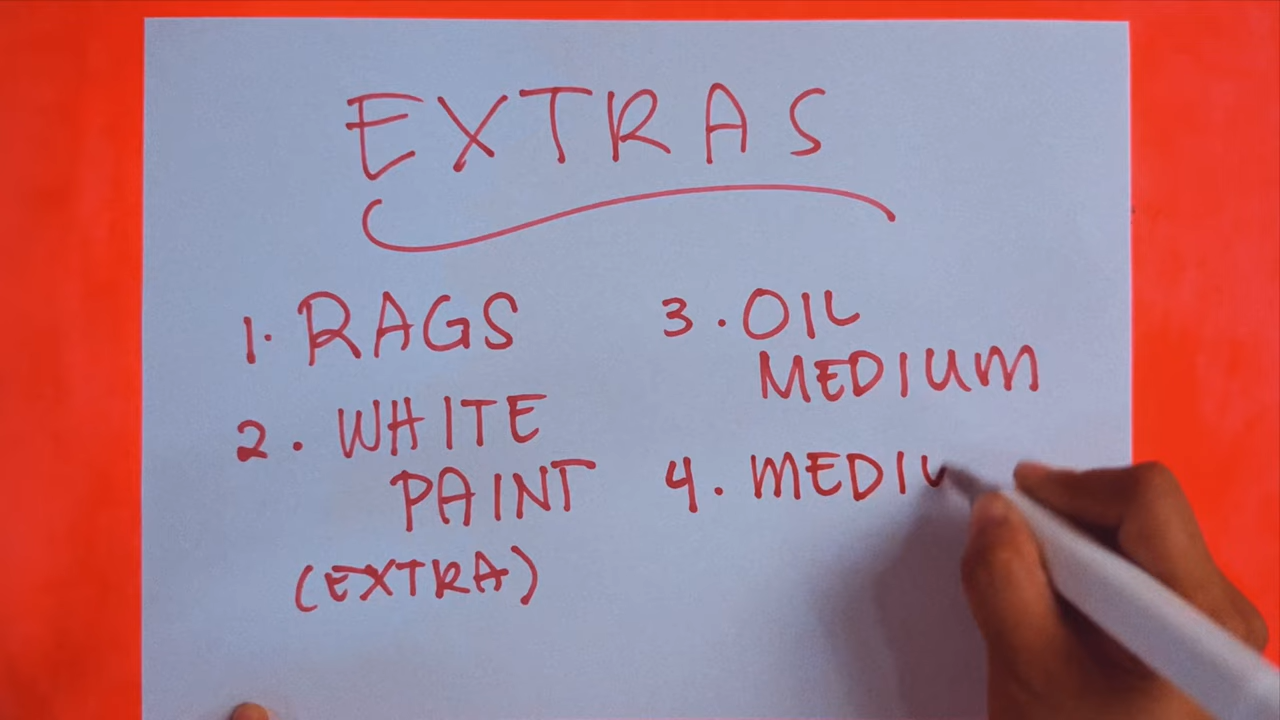 EXTRAS
1. RAGS
2. WHITE
PAINT
(EXTRA)
3. OIL
MEDIUM
4. MEDIU